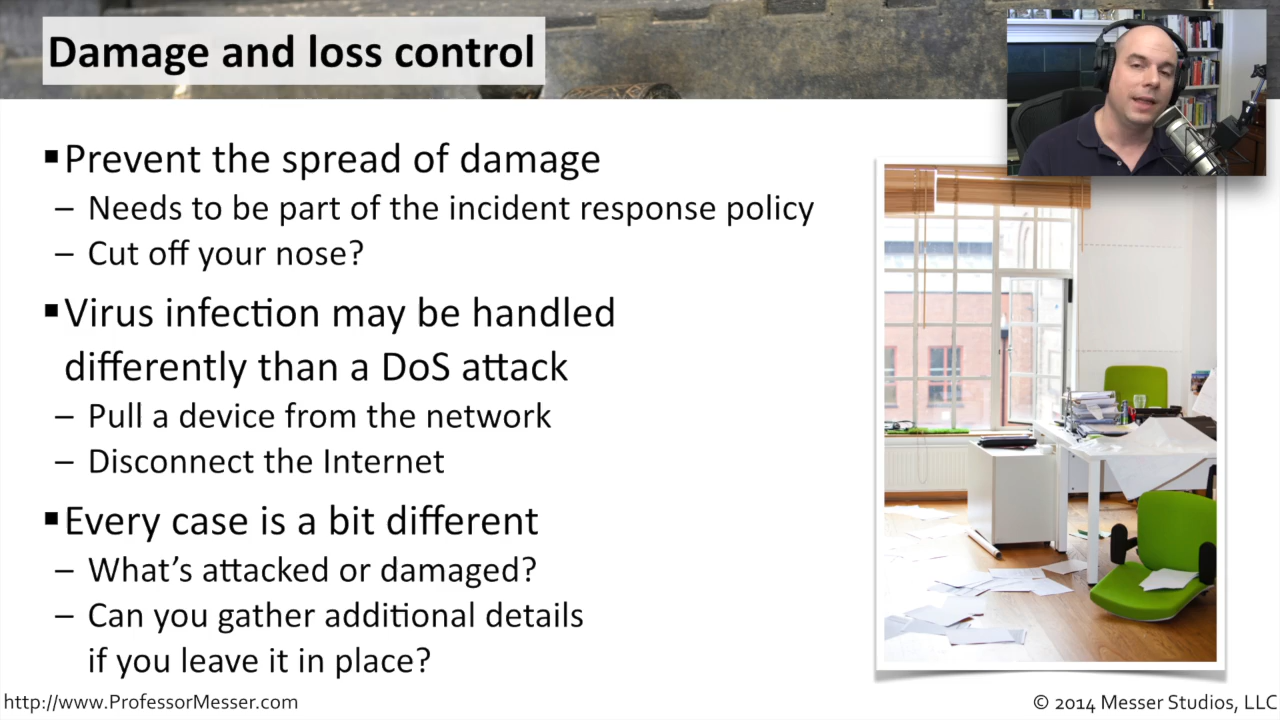 Damage and loss control
▪Prevent the spread of damage
– Needs to be part of the incident response policy
– Cut off your nose?
▪Virus infection may be handled
differently than a DoS attack
– Pull a device from the network
– Disconnect the Internet
▪Every case is a bit different
– What’s attacked or damaged?
– Can you gather additional details
if you leave it in place?
http://www.ProfessorMesser.com
© 2014 Messer Studios, LLC